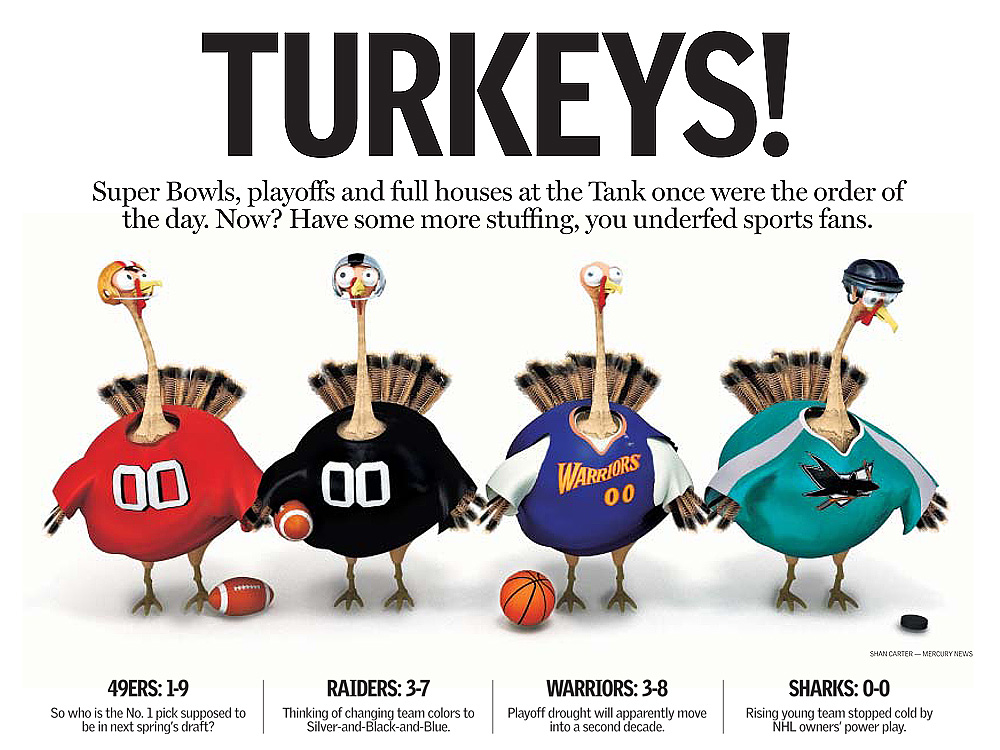 TURKEYS!
Super Bowls, playoffs and full houses at the Tank once were the order of
the day. Now? Have some more stuffing, you underfed sports fans.
00
00
WARRIORS
00
SHAN CARTER — MERCURY NEWS
49ERS: 1-9
So who is the No. 1 pick supposed to
be in next spring's draft?
RAIDERS: 3-7
Thinking of changing team colors to
Silver-and-Black-and-Blue.
WARRIORS: 3-8
Playoff drought will apparently move
into a second decade.
SHARKS: 0-0
Rising young team stopped cold by
NHL owners' power play.